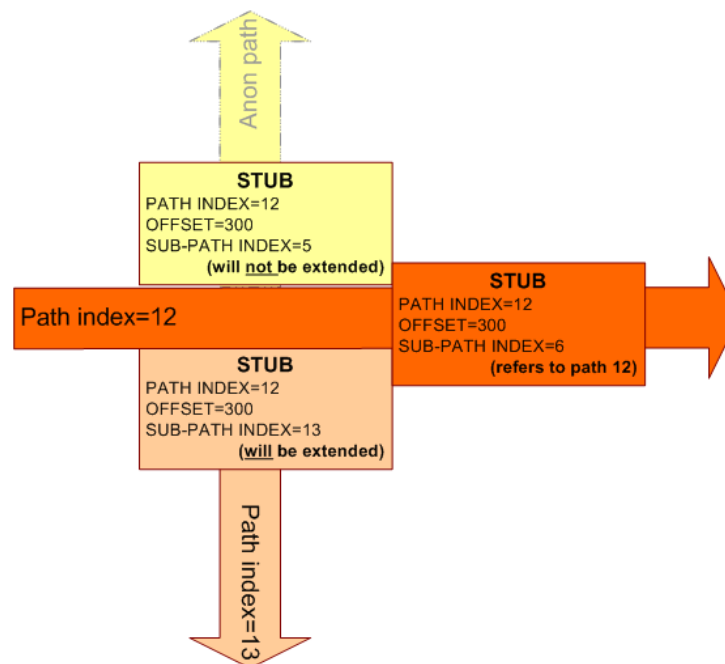 Anon path
STUB
PATH INDEX=12
OFFSET=300
SUB-PATH INDEX=5
(will not be extended)
Path index=12
STUB
PATH INDEX=12
OFFSET=300
SUB-PATH INDEX=6
(refers to path 12)
STUB
PATH INDEX=12
OFFSET=300
SUB-PATH INDEX=13
(will be extended)
Path index=13